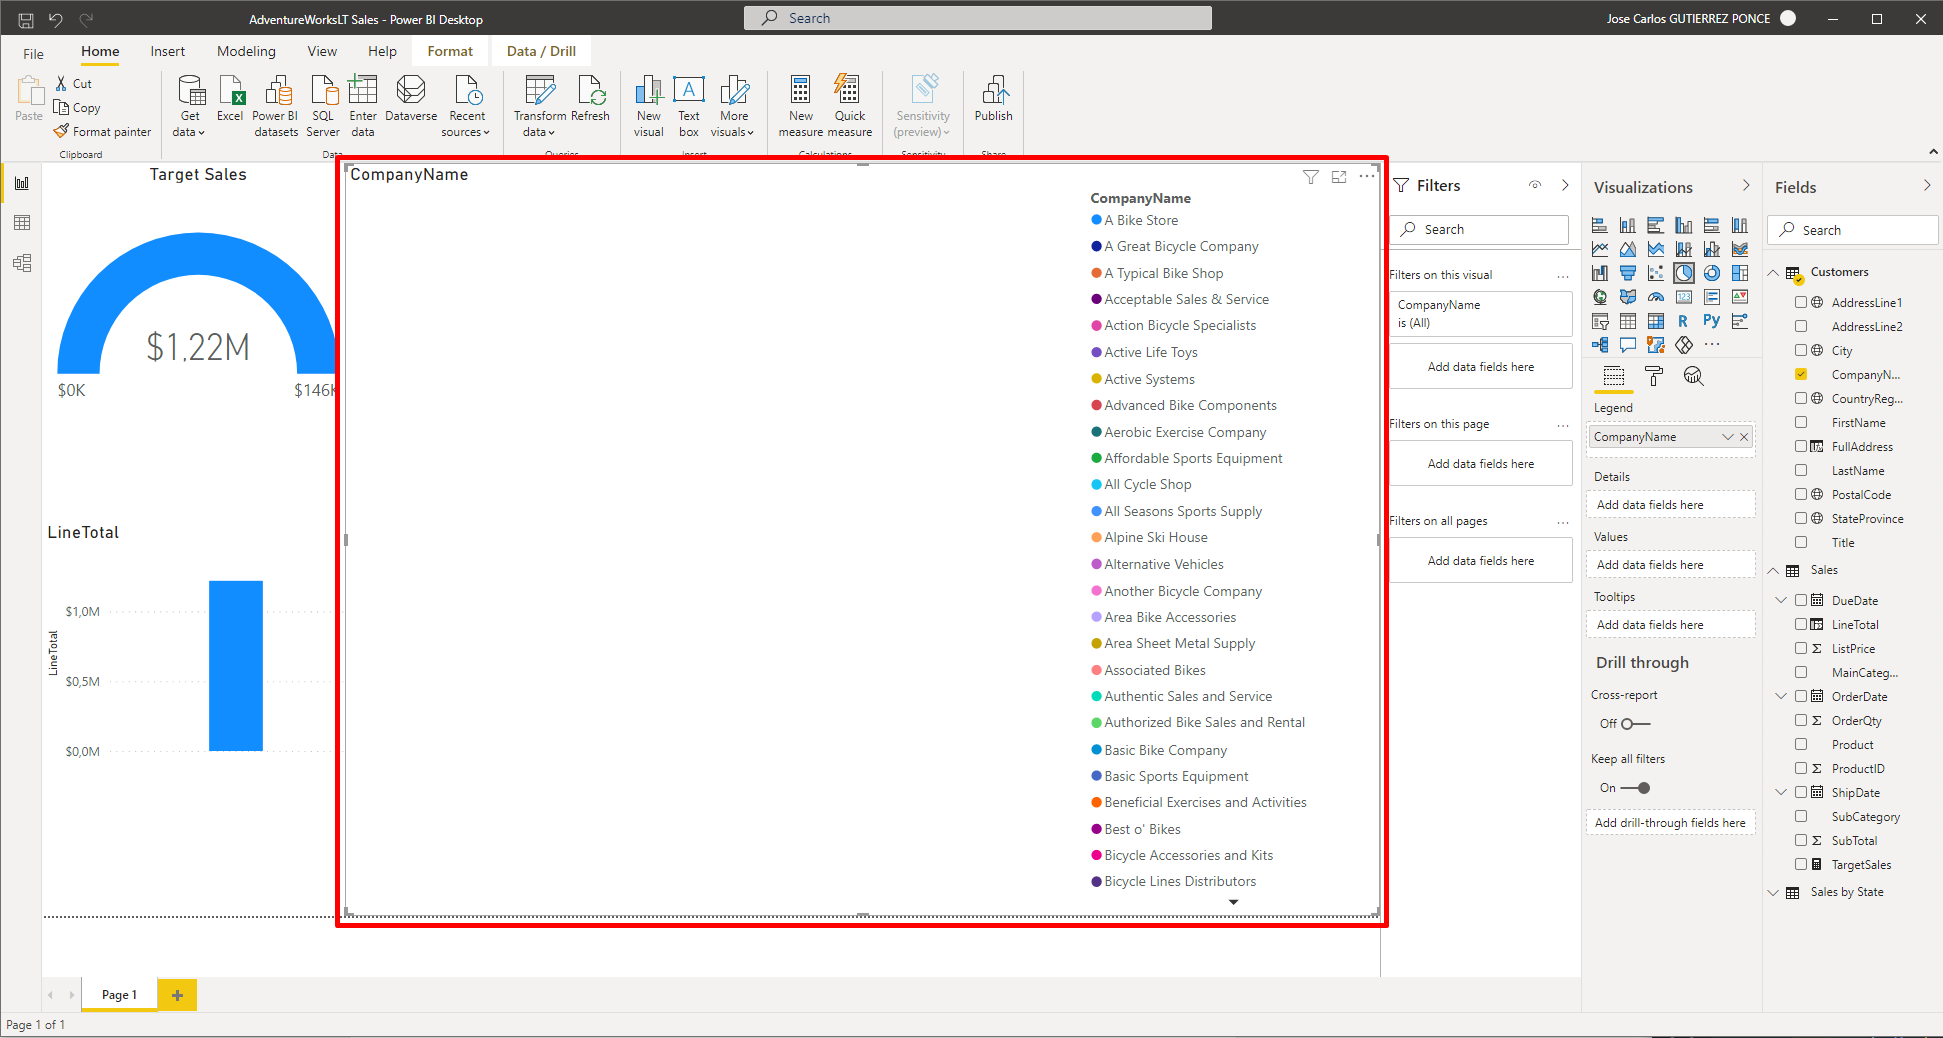 AdventureWorksLT Sales - Power BI Desktop
Search
Jose Carlos GUTIERREZ PONCE
File
Home
Insert
Modeling
View
Help
Format
Data / Drill
Paste
Cut
Copy
Format painter
Clipboard
Get
data
Excel
Power BI
datasets
SQL
Server
Enter
data
Dataverse
Recent
sources
Data
Transform
data
Refresh
Queries
New
visual
Text
box
More
visuals
Insert
New
measure
Quick
measure
Calculations
Sensitivity
(preview)
Sensitivity
Publish
Share
Target Sales
$1,22M
$0K
$146K
LineTotal
LineTotal
$1,0M
$0,5M
$0,0M
CompanyName
CompanyName
A Bike Store
A Great Bicycle Company
A Typical Bike Shop
Acceptable Sales & Service
Action Bicycle Specialists
Active Life Toys
Active Systems
Advanced Bike Components
Aerobic Exercise Company
Affordable Sports Equipment
All Cycle Shop
All Seasons Sports Supply
Alpine Ski House
Alternative Vehicles
Another Bicycle Company
Area Bike Accessories
Area Sheet Metal Supply
Associated Bikes
Authentic Sales and Service
Authorized Bike Sales and Rental
Basic Bike Company
Basic Sports Equipment
Beneficial Exercises and Activities
Best o' Bikes
Bicycle Accessories and Kits
Bicycle Lines Distributors
Filters
Search
Filters on this visual
CompanyName
is (All)
Add data fields here
Filters on this page
Add data fields here
Filters on all pages
Add data fields here
Visualizations
123
R
Py
Legend
CompanyName
Details
Add data fields here
Values
Add data fields here
Tooltips
Add data fields here
Drill through
Cross-report
Off
Keep all filters
On
Add drill-through fields here
Fields
Search
Customers
AddressLine1
AddressLine2
City
CompanyN...
CountryReg...
FirstName
FullAddress
LastName
PostalCode
StateProvince
Title
Sales
DueDate
LineTotal
ListPrice
MainCateg...
OrderDate
OrderQty
Product
ProductID
ShipDate
SubCategory
SubTotal
TargetSales
Sales by State
Page 1
Page 1 of 1